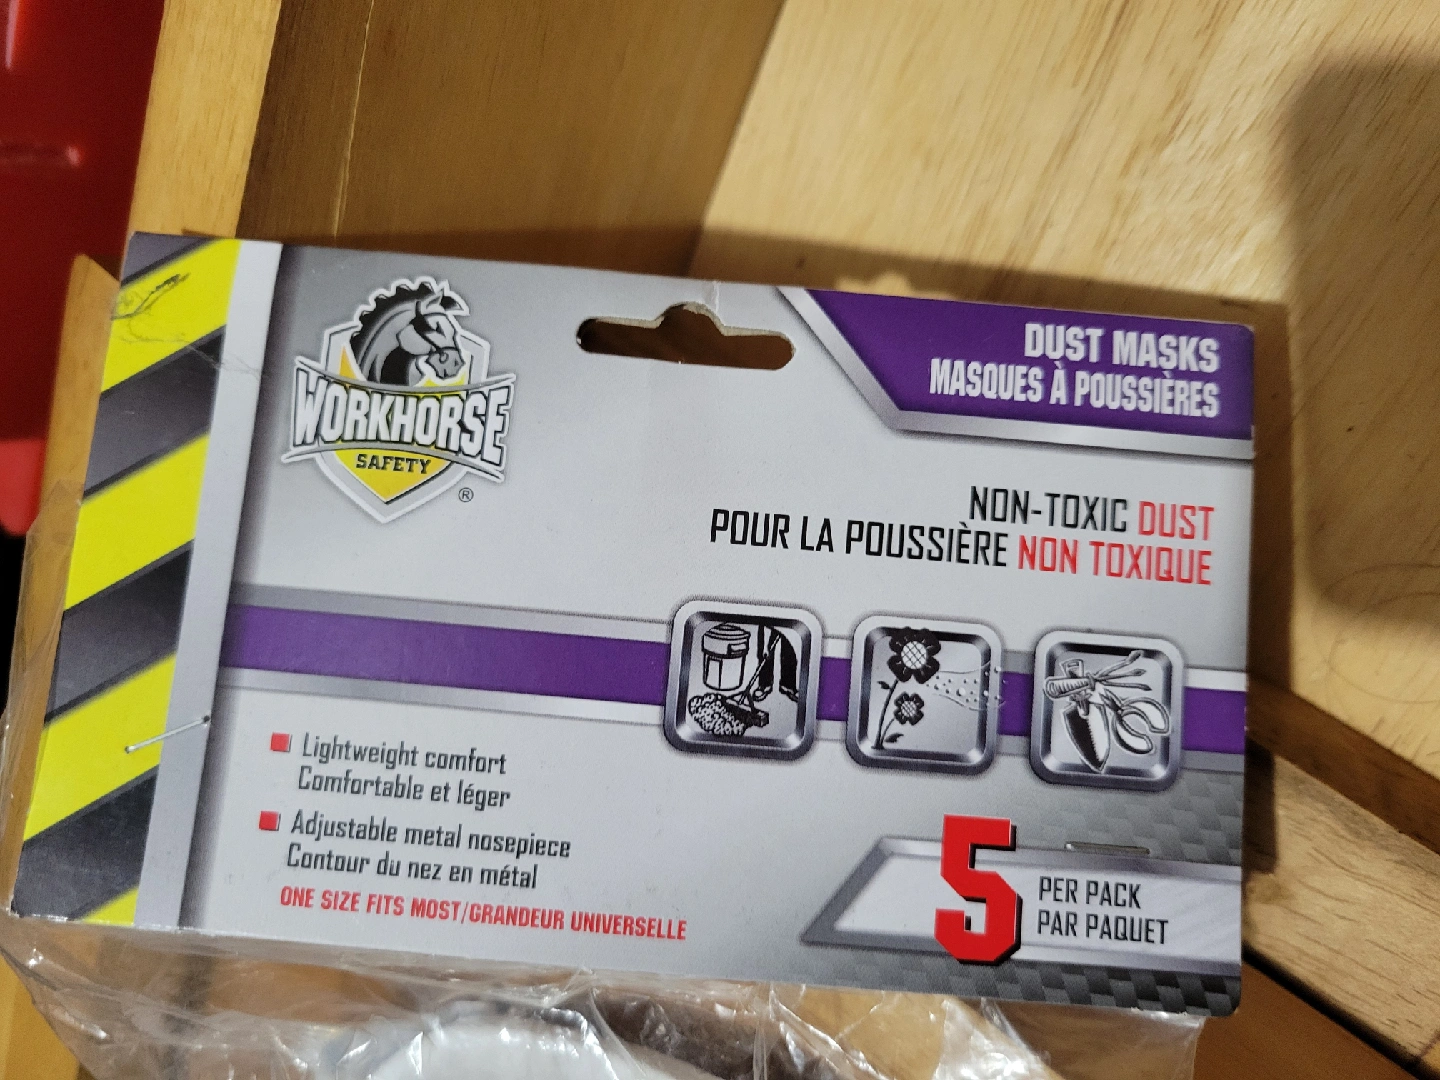 WORKHORSE
SAFETY
®
DUST MASKS
MASQUES À POUSSIÈRES
NON-TOXIC DUST
POUR LA POUSSIÈRE NON TOXIQUE
Lightweight comfort
Comfortable et léger
Adjustable metal nosepiece
Contour du nez en métal
ONE SIZE FITS MOST/GRANDEUR UNIVERSELLE
5
PER PACK
PAR PAQUET